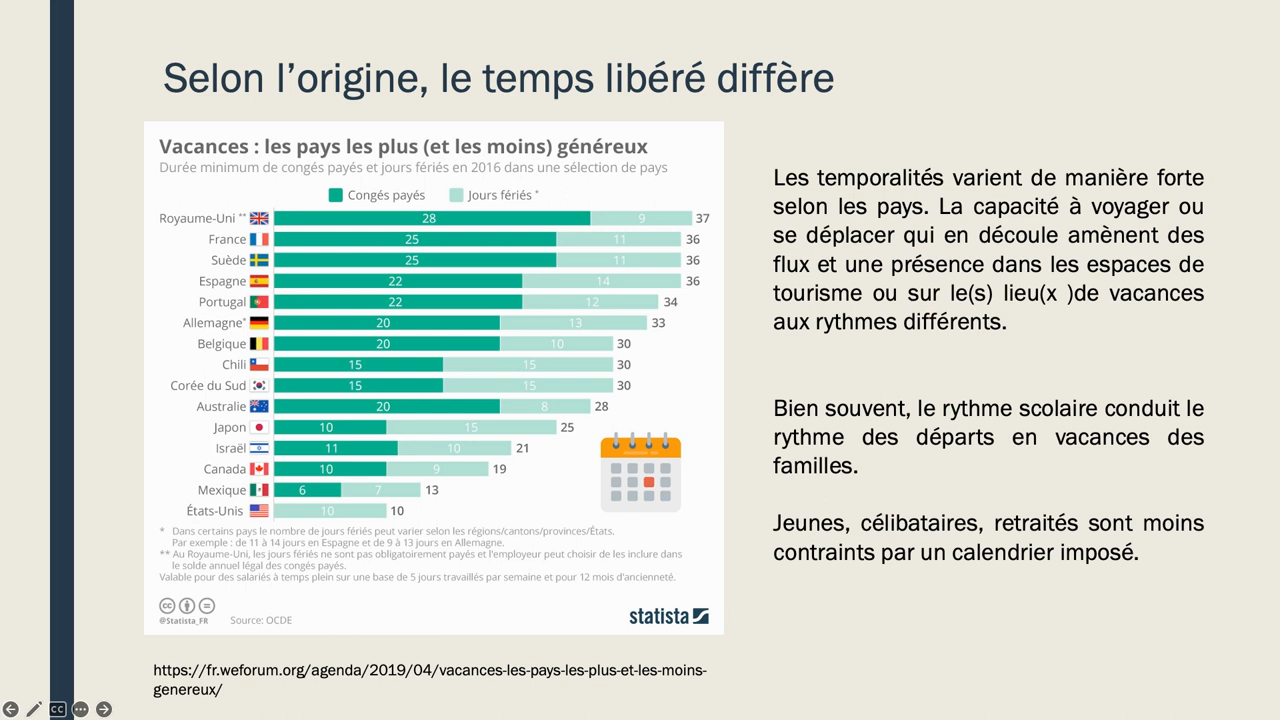 Selon l’origine, le temps libéré diffère
Vacances : les pays les plus (et les moins) généreux
Durée minimum de congés payés et jours fériés en 2016 dans une sélection de pays
Congés payés Jours fériés *
Royaume-Uni ** 28 9 37
France 25 11 36
Suède 25 11 36
Espagne 22 14 36
Portugal 22 12 34
Allemagne* 20 13 33
Belgique 20 10 30
Chili 15 15 30
Corée du Sud 15 15 30
Australie 20 8 28
Japon 10 15 25
Israël 11 10 21
Canada 10 9 19
Mexique 6 7 13
États-Unis 10 10
* Dans certains pays le nombre de jours fériés peut varier selon les régions/cantons/provinces/États.
Par exemple : de 11 à 14 jours en Espagne et de 9 à 13 jours en Allemagne.
** Au Royaume-Uni, les jours fériés ne sont pas obligatoirement payés et l'employeur peut choisir de les inclure dans
le solde annuel légal des congés payés.
Valable pour des salariés à temps plein sur une base de 5 jours travaillés par semaine et pour 12 mois d'ancienneté.
cc
@Statista_FR Source: OCDE
statista
https://fr.weforum.org/agenda/2019/04/vacances-les-pays-les-plus-et-les-moins-
genereux/
Les temporalités varient de manière forte
selon les pays. La capacité à voyager ou
se déplacer qui en découle amènent des
flux et une présence dans les espaces de
tourisme ou sur le(s) lieu(x )de vacances
aux rythmes différents.
Bien souvent, le rythme scolaire conduit le
rythme des départs en vacances des
familles.
Jeunes, célibataires, retraités sont moins
contraints par un calendrier imposé.
CC